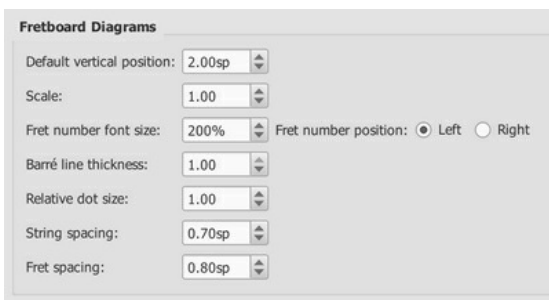 Fretboard Diagrams
Default vertical position: 2.00sp
Scale: 1.00
Fret number font size: 200% Fret number position: Left Right
Barré line thickness: 1.00
Relative dot size: 1.00
String spacing: 0.70sp
Fret spacing: 0.80sp